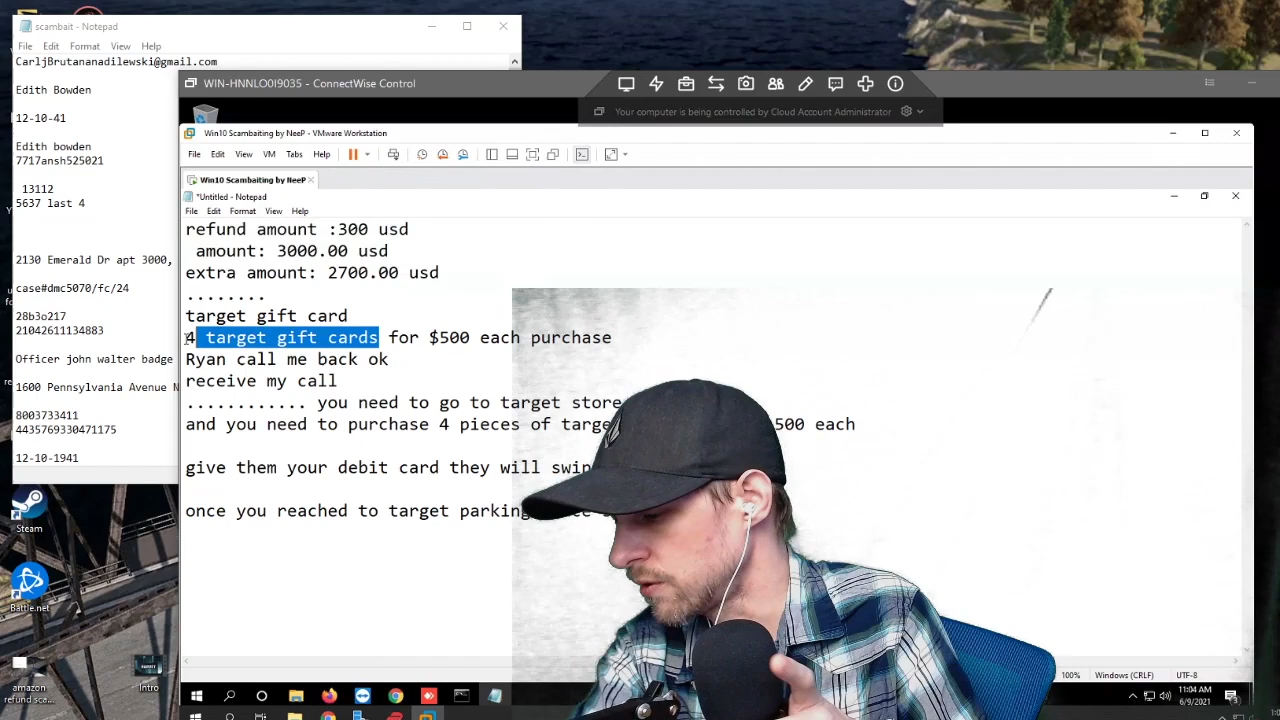 scambait - Notepad
File Edit Format View Help
CarljBrutananadilewski@gmail.com
Edith Bowden
12-10-41
Edith bowden
7717ansh525021
13112
5637 last 4
2130 Emerald Dr apt 3000,
case#dmc5070/fc/24
28b3o217
21042611134883
Officer john walter badge
1600 Pennsylvania Avenue N
8003733411
4435769330471175
12-10-1941
WIN-HNNLO0I9035 - ConnectWise Control
Your computer is being controlled by Cloud Account Administrator
Win10 Scambaiting by NeeP - VMware Workstation
File Edit View VM Tabs Help
Win10 Scambaiting by NeeP
*Untitled - Notepad
File Edit Format View Help
refund amount :300 usd
amount: 3000.00 usd
extra amount: 2700.00 usd
........
target gift card
4 target gift cards for $500 each purchase
Ryan call me back ok
receive my call
............ you need to go to target store
and you need to purchase 4 pieces of 500 each
give them your debit card they will
once you reached to target parking
100% Windows (CRLF) UTF-8
Steam
Battle.net
amazon
refund sca...
Intro
11:04 AM
6/9/2021